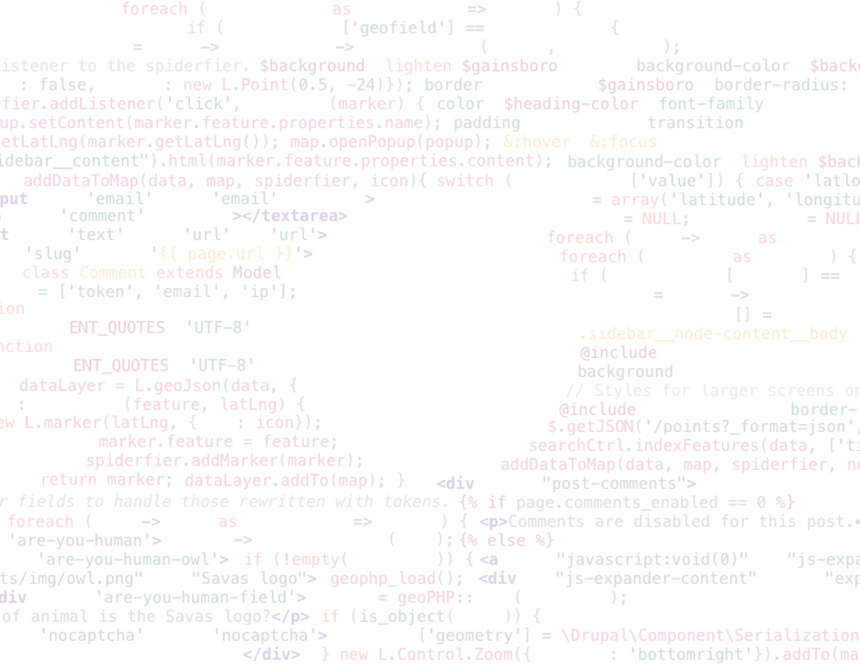 foreach ( as => ) {
if ( ['geofield'] == {
= -> -> ( , );
istener to the spiderfier. $background lighten $gainsboro background-color $back
: false, : new L.Point(0.5, -24)}); border $gainsboro border-radius:
fier.addListener('click', (marker) { color $heading-color font-family
up.setContent(marker.feature.properties.name); padding transition
etLatLng(marker.getLatLng()); map.openPopup(popup); &:hover &:focus
idebar__content").html(marker.feature.properties.content); background-color lighten $bac
addDataToMap(data, map, spiderfier, icon){ switch ( ['value']) { case 'latlo
put 'email' 'email' > = array('latitude', 'longitu
'comment' ></textarea> = NULL; = NUL
t 'text' 'url' 'url'> foreach ( -> as
'slug' '{{ page.url }}'> foreach ( as ) {
class Comment extends Model if ( [ ] ==
= ['token', 'email', 'ip']; = ->
ion [] =
ENT_QUOTES 'UTF-8' .sidebar__node-content__body
nction @include
ENT_QUOTES 'UTF-8' background
dataLayer = L.geoJson(data, { // Styles for larger screens on
: (feature, latLng) { @include border-
ew L.marker(latLng, { : icon}); $.getJSON('/points?_format=json',
marker.feature = feature; searchCtrl.indexFeatures(data, ['ti
spiderfier.addMarker(marker); addDataToMap(data, map, spiderfier, n
return marker; dataLayer.addTo(map); } <div "post-comments">
r fields to handle those rewritten with tokens. {% if page.comments_enabled == 0 %}
foreach ( -> as => ) { <p>Comments are disabled for this post.<
'are-you-human'> -> ( ); {% else %}
'are-you-human-owl'> if (!empty( )) { <a "javascript:void(0)" "js-exp
ts/img/owl.png" "Savas logo"> geophp_load(); <div "js-expander-content" "exp
div 'are-you-human-field'> = geoPHP:: ( );
of animal is the Savas logo?</p> if (is_object( )) {
'nocaptcha' 'nocaptcha'> ['geometry'] = \Drupal\Component\Serialization
</div> } new L.Control.Zoom({ : 'bottomright'}).addTo(ma